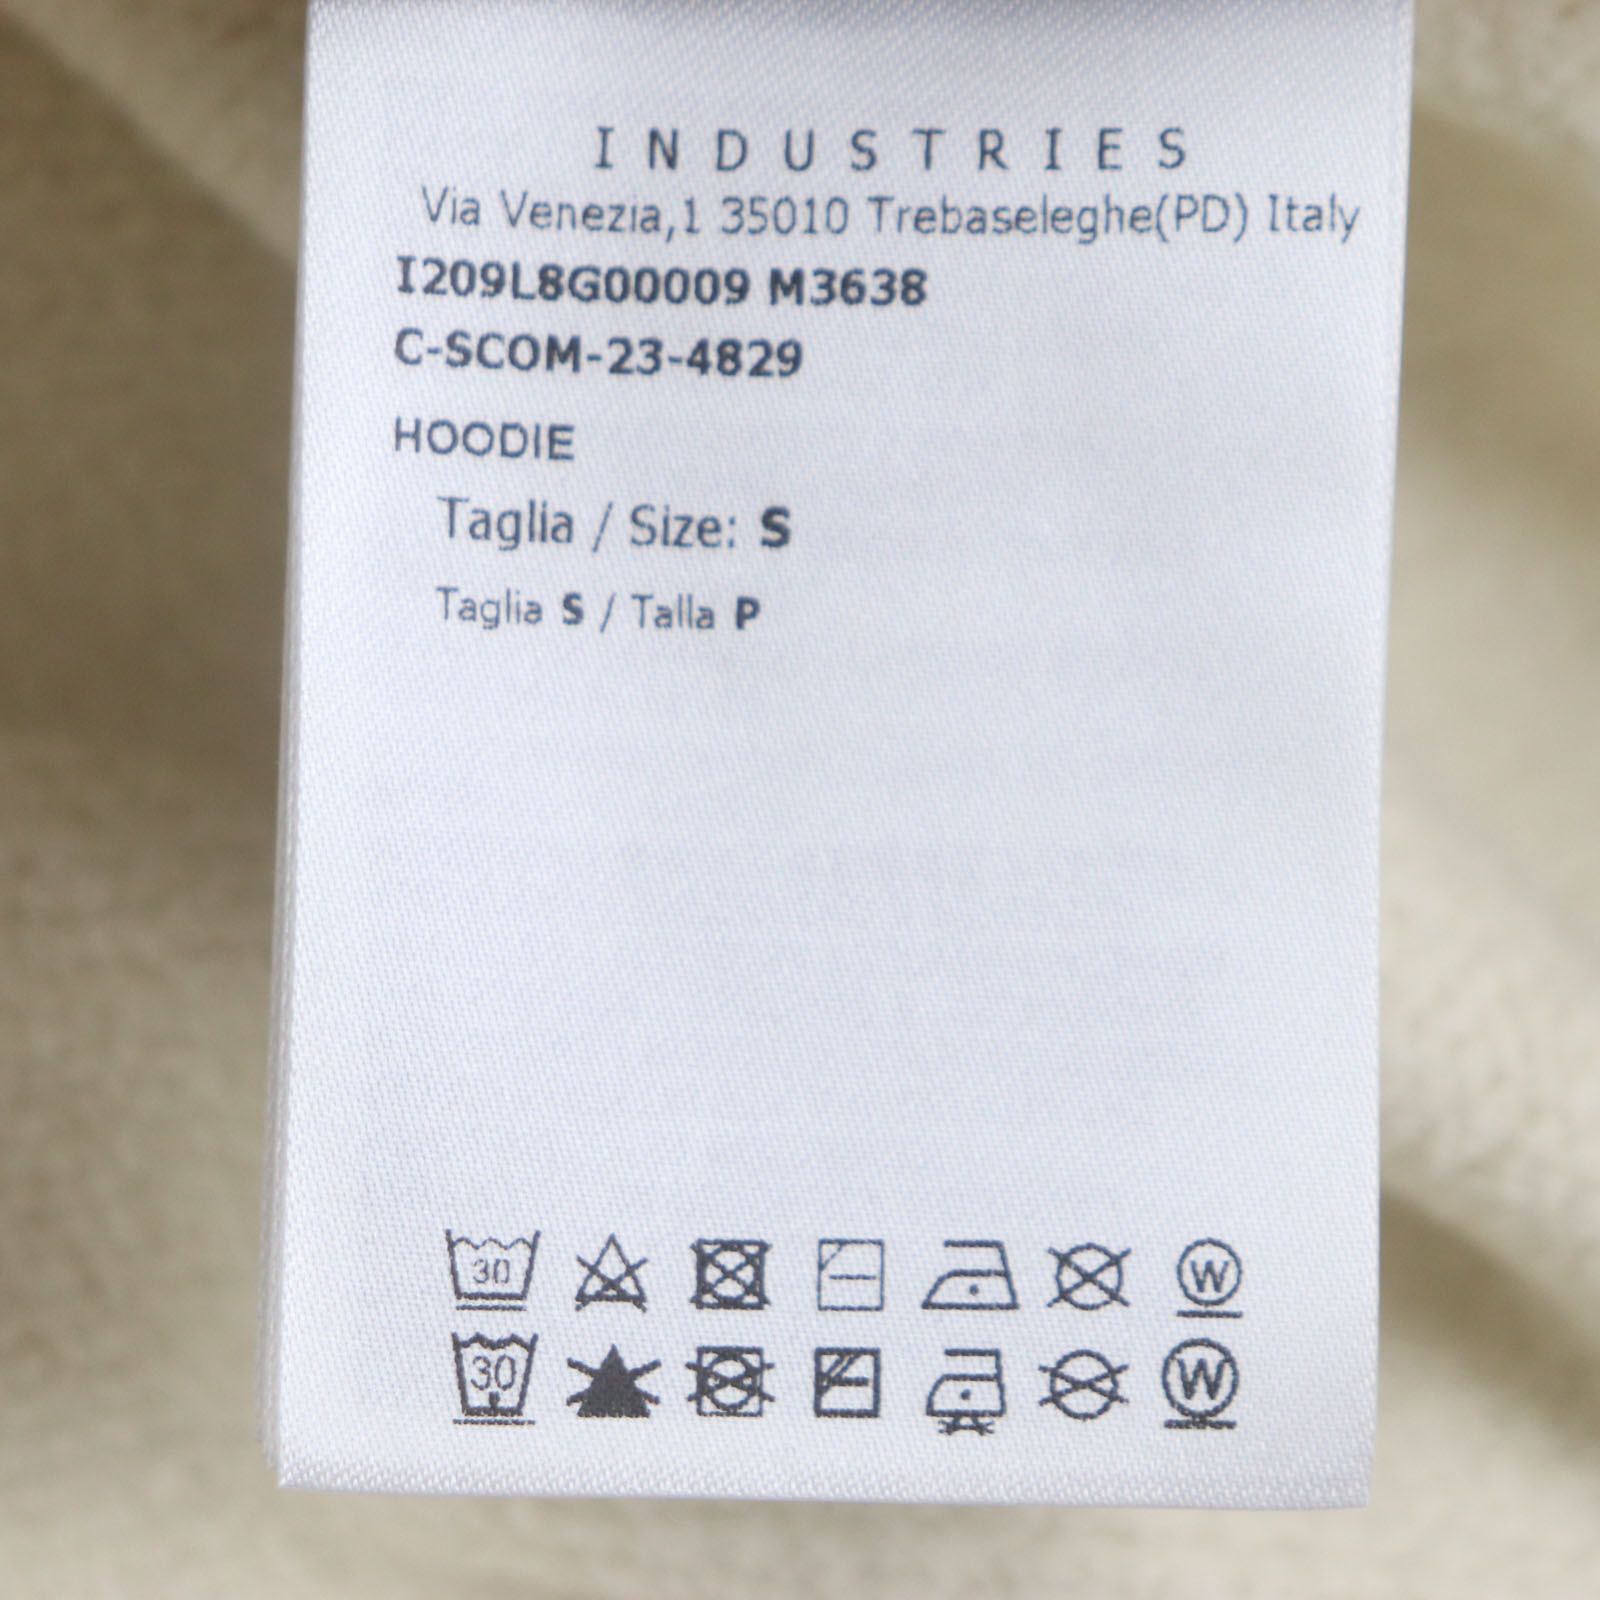 INDUSTRIES
Via Venezia,1 35010 Trebaseleghe(PD) Italy
I209L8G00009 M3638
C-SCOM-23-4829
HOODIE
Taglia / Size: S
Taglia S / Talla P
30 W
30 W